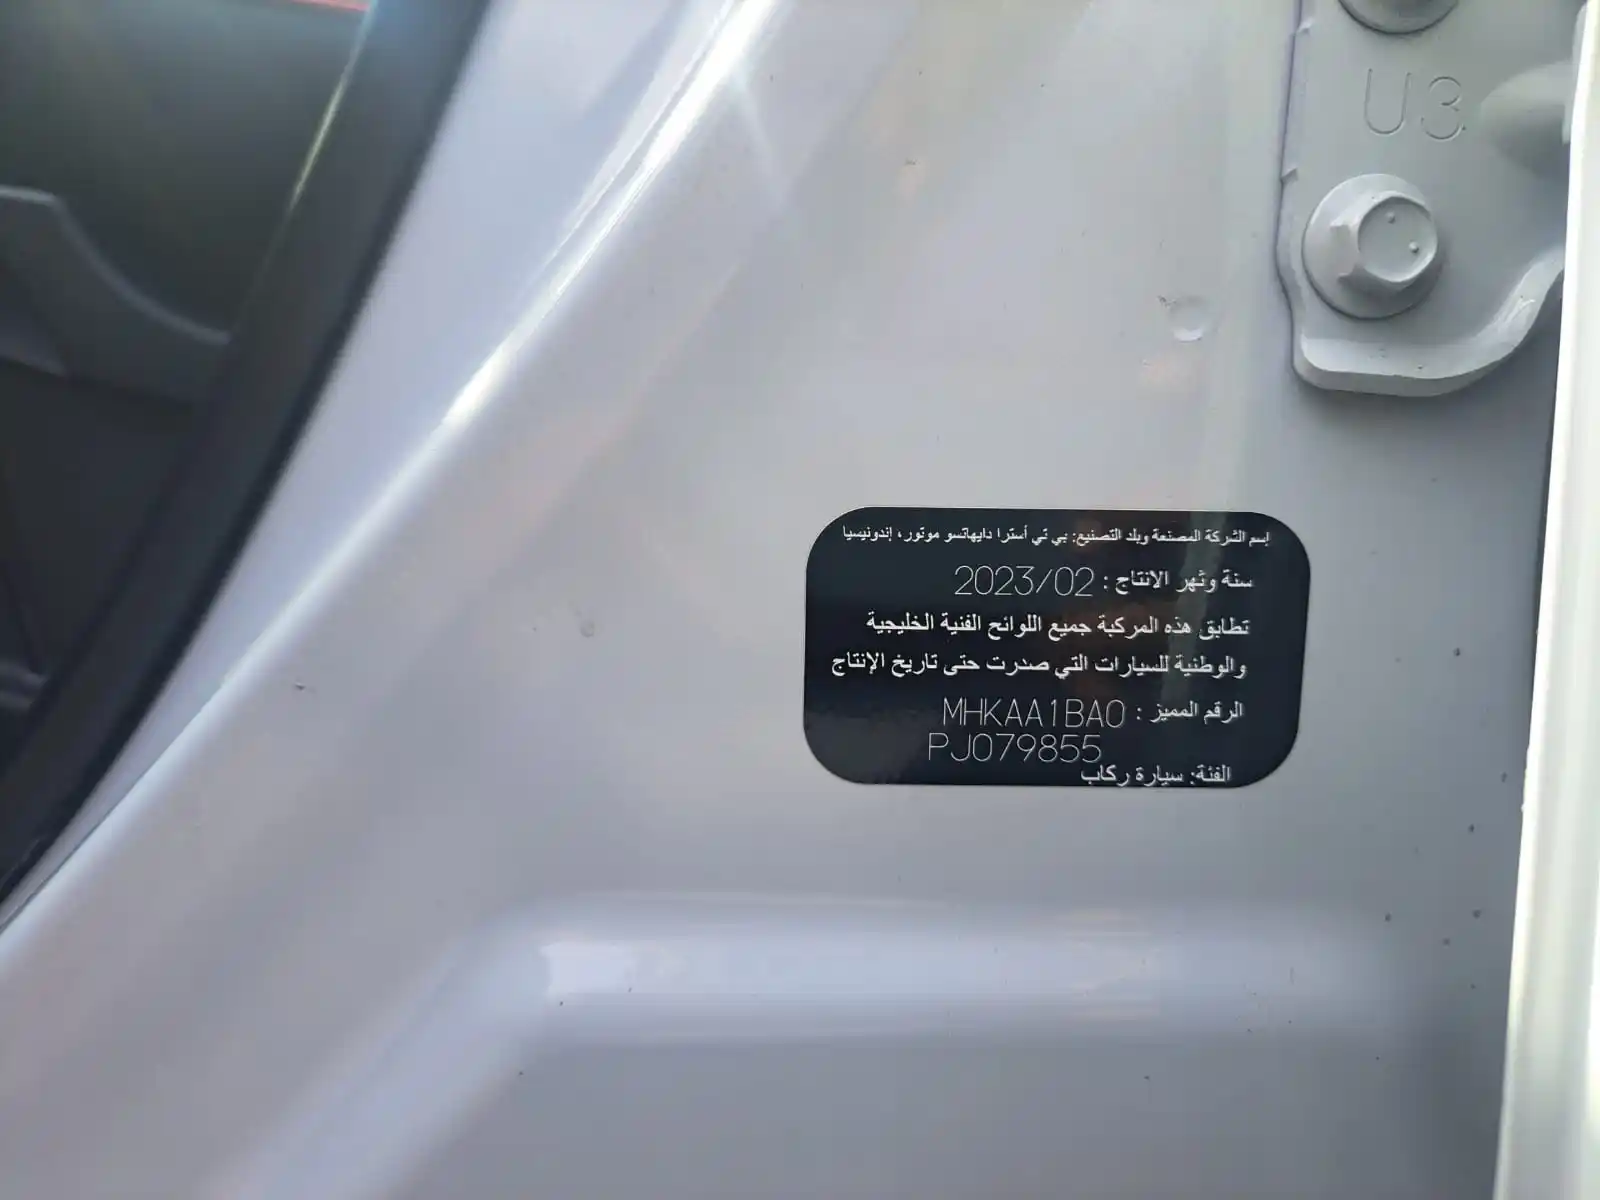 U3
إسم الشركة المصنعة وبلد التصنيع: بي تي أسترا دايهاتسو موتور، إندونيسيا
سنة وشهر الانتاج : 2023/02
تطابق هذه المركبة جميع اللوائح الفنية الخليجية
والوطنية للسيارات التي صدرت حتى تاريخ الإنتاج
الرقم المميز : MHKAA1BA0
PJ079855
الفئة: سيارة ركاب